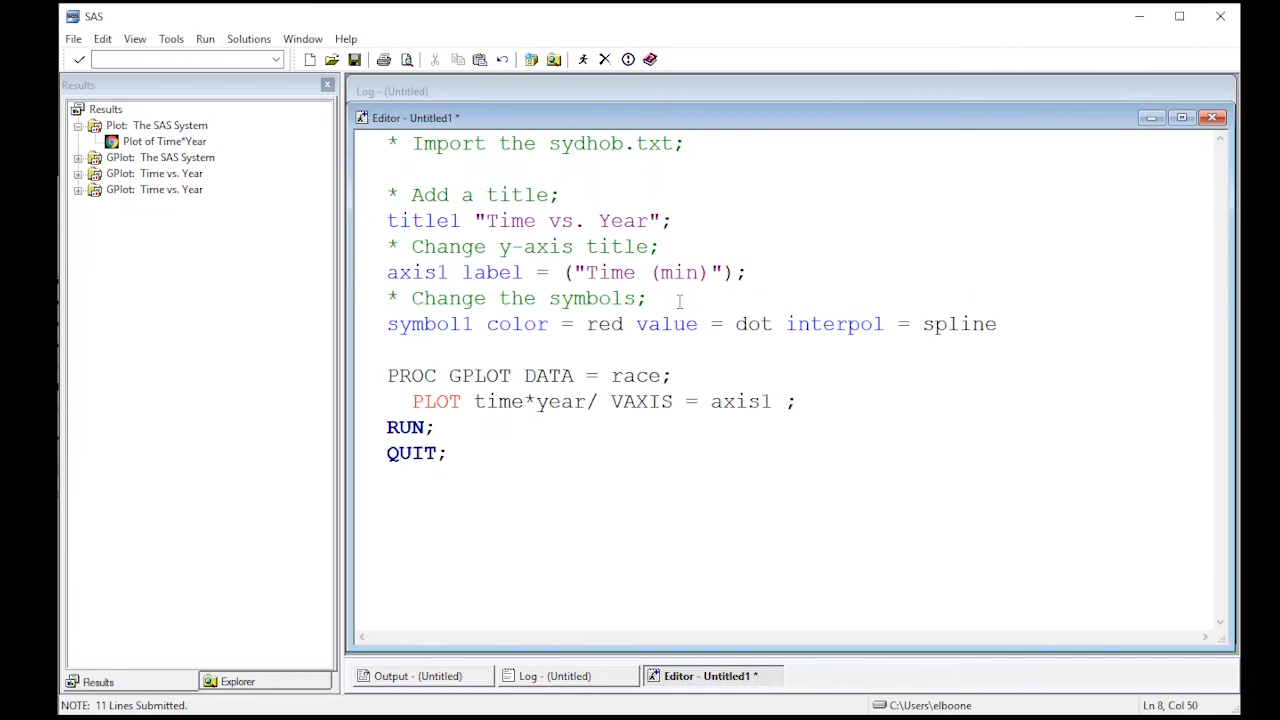 SAS
File Edit View Tools Run Solutions Window Help
Results
Log - (Untitled)
Results
Plot: The SAS System
Plot of Time*Year
GPlot: The SAS System
GPlot: Time vs. Year
GPlot: Time vs. Year
Editor - Untitled1 *
* Import the sydhob.txt;
* Add a title;
title1 "Time vs. Year";
* Change y-axis title;
axis1 label = ("Time (min)");
* Change the symbols;
symbol1 color = red value = dot interpol = spline
PROC GPLOT DATA = race;
PLOT time*year/ VAXIS = axis1 ;
RUN;
QUIT;
Results Explorer
Output - (Untitled) Log - (Untitled) Editor - Untitled1 *
NOTE: 11 Lines Submitted. C:\Users\elboone Ln 8, Col 50